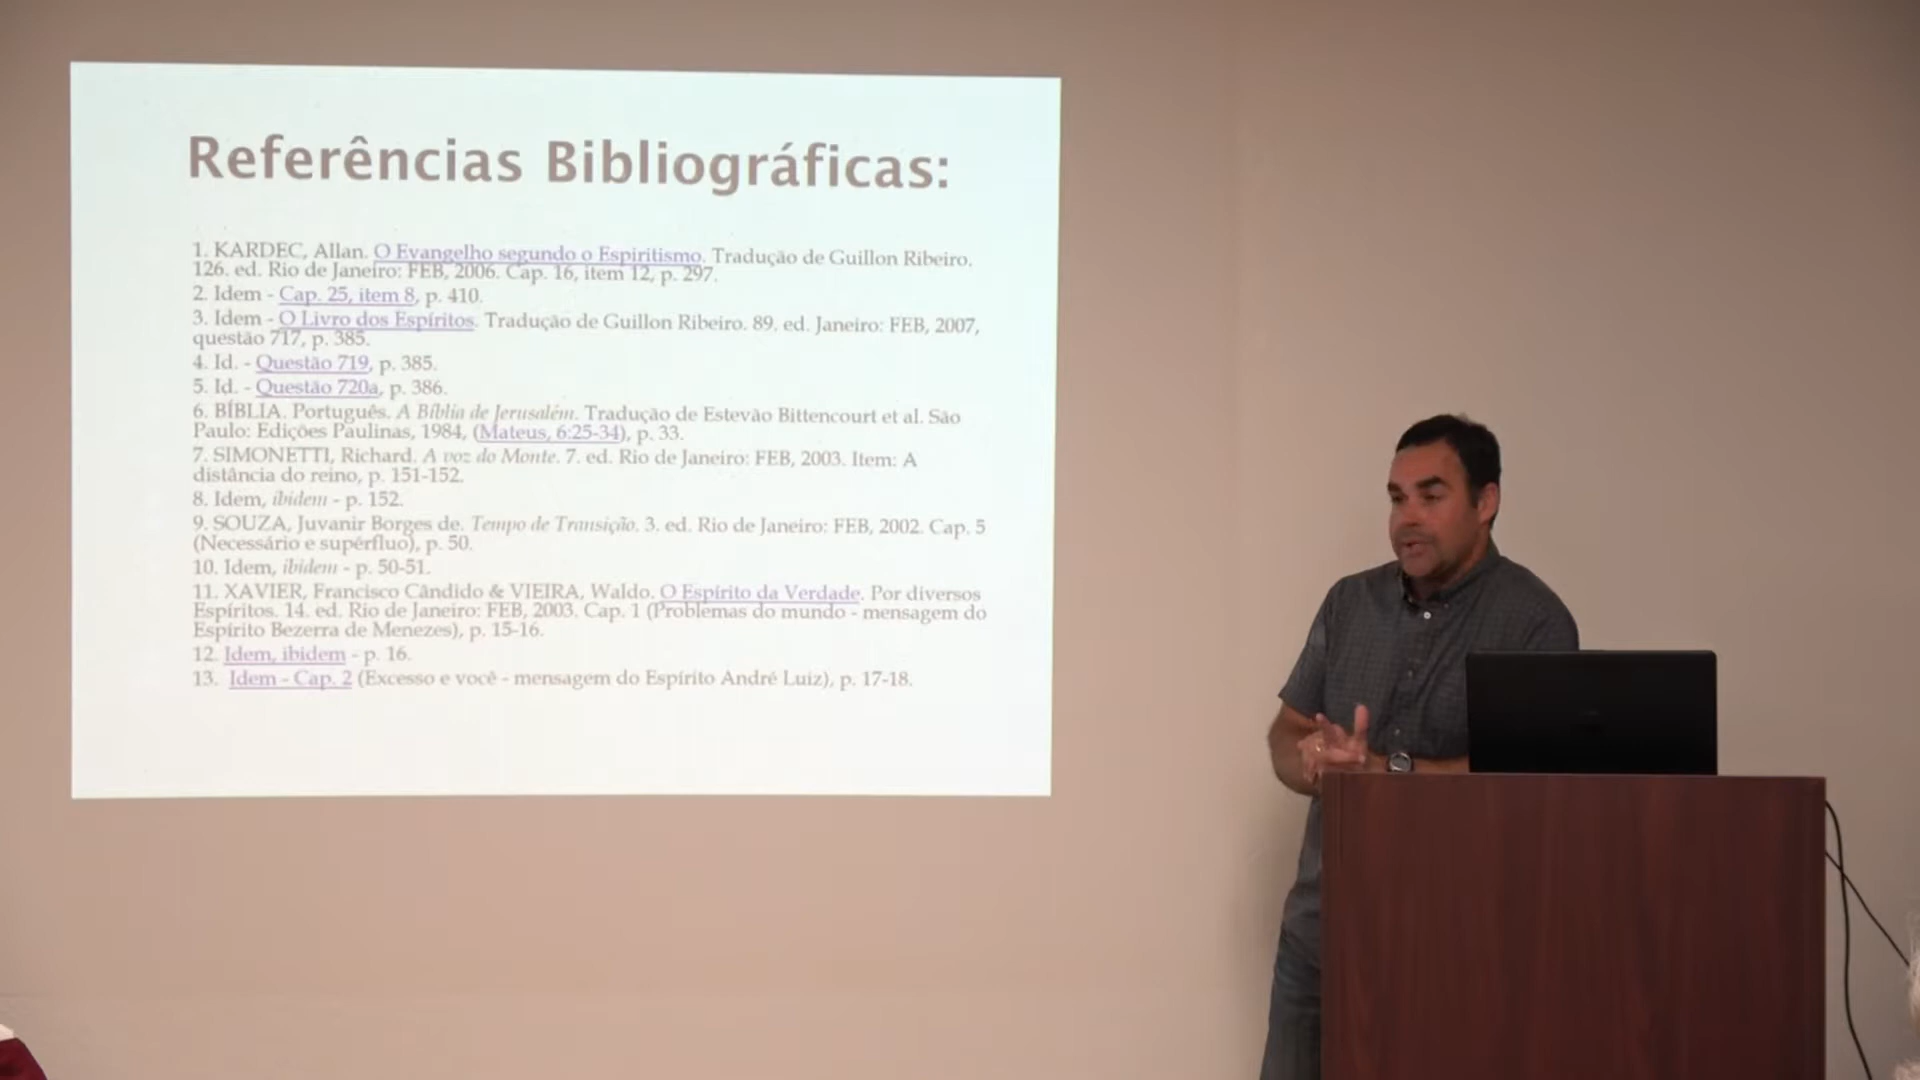 Referências Bibliográficas:
1. KARDEC, Allan. O Evangelho segundo o Espiritismo. Tradução de Guillon Ribeiro.
126. ed. Rio de Janeiro: FEB, 2006. Cap. 16, item 12, p. 297.
2. Idem - Cap. 25, item 8, p. 410.
3. Idem - O Livro dos Espíritos. Tradução de Guillon Ribeiro. 89. ed. Janeiro: FEB, 2007,
questão 717, p. 385.
4. Id. - Questão 719, p. 385.
5. Id. - Questão 720a, p. 386.
6. BÍBLIA. Português. A Bíblia de Jerusalém. Tradução de Estevão Bittencourt et al. São
Paulo: Edições Paulinas, 1984, (Mateus, 6:25-34), p. 33.
7. SIMONETTI, Richard. A voz do Monte. 7. ed. Rio de Janeiro: FEB, 2003. Item: A
distância do reino, p. 151-152.
8. Idem, ibidem - p. 152.
9. SOUZA, Juvanir Borges de. Tempo de Transição. 3. ed. Rio de Janeiro: FEB, 2002. Cap. 5
(Necessário e supérfluo), p. 50.
10. Idem, ibidem - p. 50-51.
11. XAVIER, Francisco Cândido & VIEIRA, Waldo. O Espírito da Verdade. Por diversos
Espíritos. 14. ed. Rio de Janeiro: FEB, 2003. Cap. 1 (Problemas do mundo - mensagem do
Espírito Bezerra de Menezes), p. 15-16.
12. Idem, ibidem - p. 16.
13. Idem - Cap. 2 (Excesso e você - mensagem do Espírito André Luiz), p. 17-18.